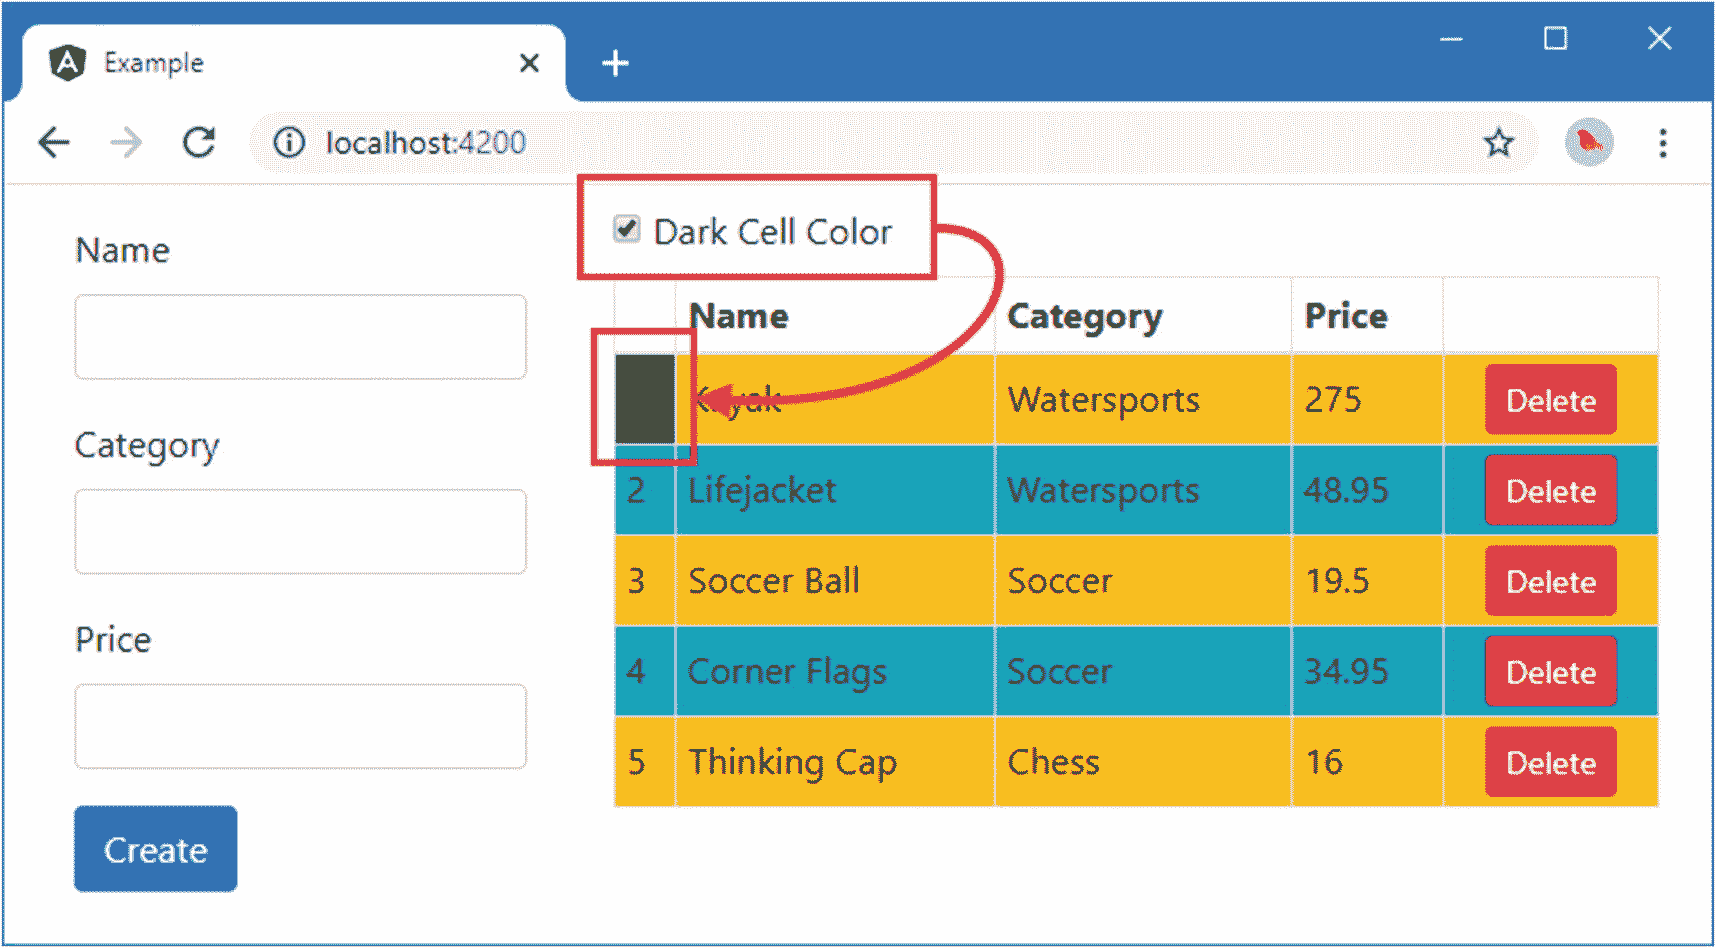 Example
localhost:4200
Dark Cell Color
Name
Category
Price
Create
Name Category Price
Kayak Watersports 275 Delete
2 Lifejacket Watersports 48.95 Delete
3 Soccer Ball Soccer 19.5 Delete
4 Corner Flags Soccer 34.95 Delete
5 Thinking Cap Chess 16 Delete